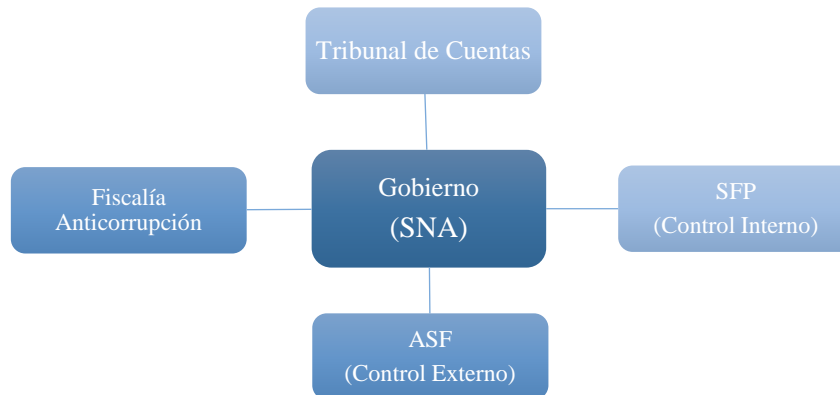 Tribunal de Cuentas
Fiscalía
Anticorrupción
Gobierno
(SNA)
SFP
(Control Interno)
ASF
(Control Externo)